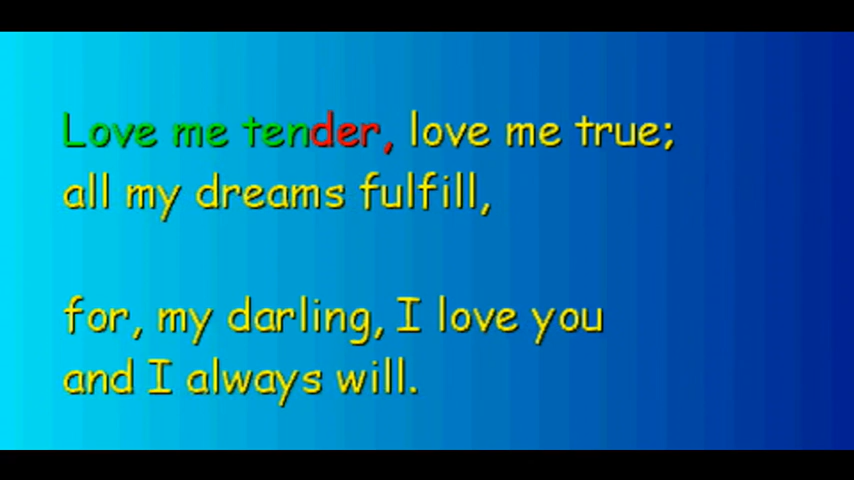 Love me tender, love me true;
all my dreams fulfill,
for, my darling, I love you
and I always will.